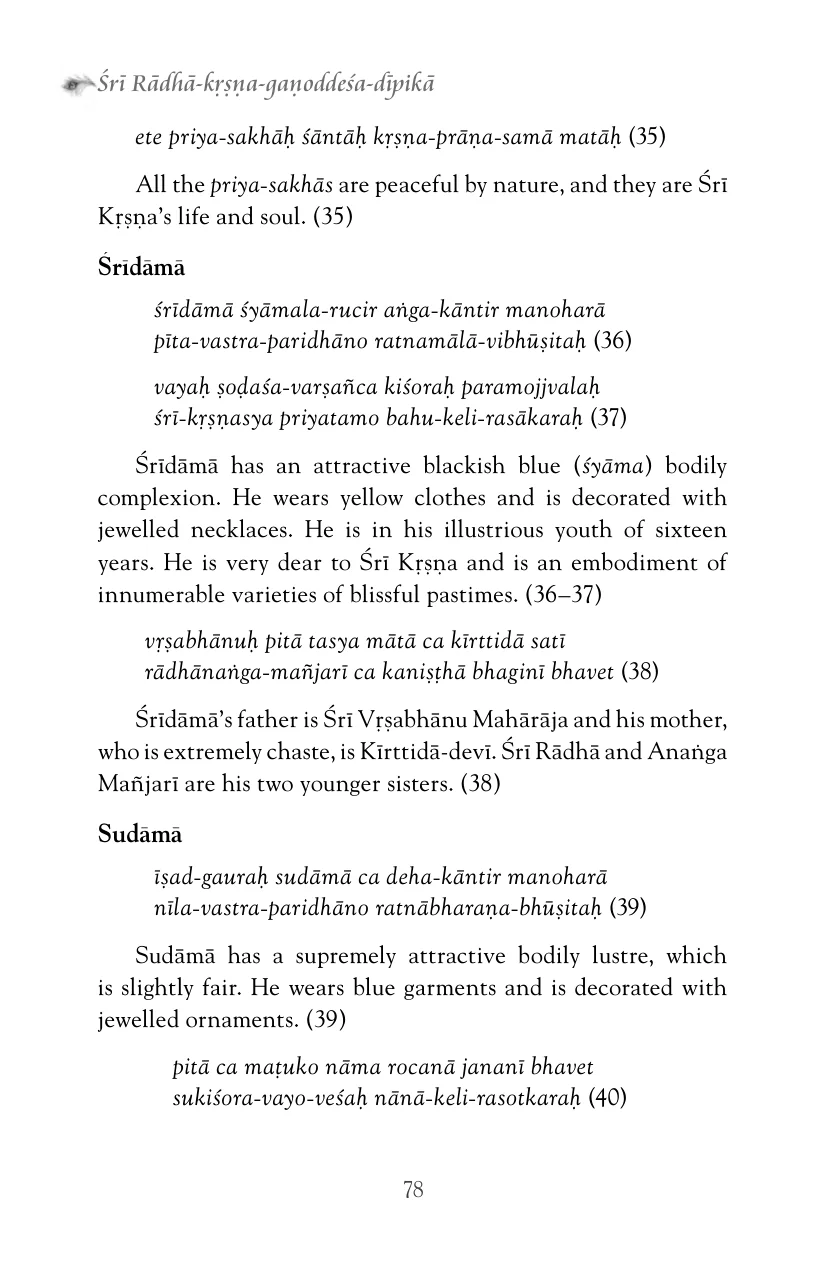 Śrī Rādhā-kṛṣṇa-gaṇoddeśa-dīpikā
ete priya-sakhāḥ śāntāḥ kṛṣṇa-prāṇa-samā matāḥ (35)
All the priya-sakhās are peaceful by nature, and they are Śrī
Kṛṣṇa’s life and soul. (35)
Śrīdāmā
śrīdāmā śyāmala-rucir aṅga-kāntir manoharā
pīta-vastra-paridhāno ratnamālā-vibhūṣitaḥ (36)
vayaḥ ṣoḍaśa-varṣañca kiśoraḥ paramojjvalaḥ
śrī-kṛṣṇasya priyatamo bahu-keli-rasākaraḥ (37)
Śrīdāmā has an attractive blackish blue (śyāma) bodily
complexion. He wears yellow clothes and is decorated with
jewelled necklaces. He is in his illustrious youth of sixteen
years. He is very dear to Śrī Kṛṣṇa and is an embodiment of
innumerable varieties of blissful pastimes. (36–37)
vṛṣabhānuḥ pitā tasya mātā ca kīrttidā satī
rādhānaṅga-mañjarī ca kaniṣṭhā bhaginī bhavet (38)
Śrīdāmā’s father is Śrī Vṛṣabhānu Mahārāja and his mother,
who is extremely chaste, is Kīrttidā-devī. Śrī Rādhā and Anaṅga
Mañjarī are his two younger sisters. (38)
Sudāmā
īṣad-gauraḥ sudāmā ca deha-kāntir manoharā
nīla-vastra-paridhāno ratnābharaṇa-bhūṣitaḥ (39)
Sudāmā has a supremely attractive bodily lustre, which
is slightly fair. He wears blue garments and is decorated with
jewelled ornaments. (39)
pitā ca maṭuko nāma rocanā jananī bhavet
sukiśora-vayo-veśaḥ nānā-keli-rasotkaraḥ (40)
78